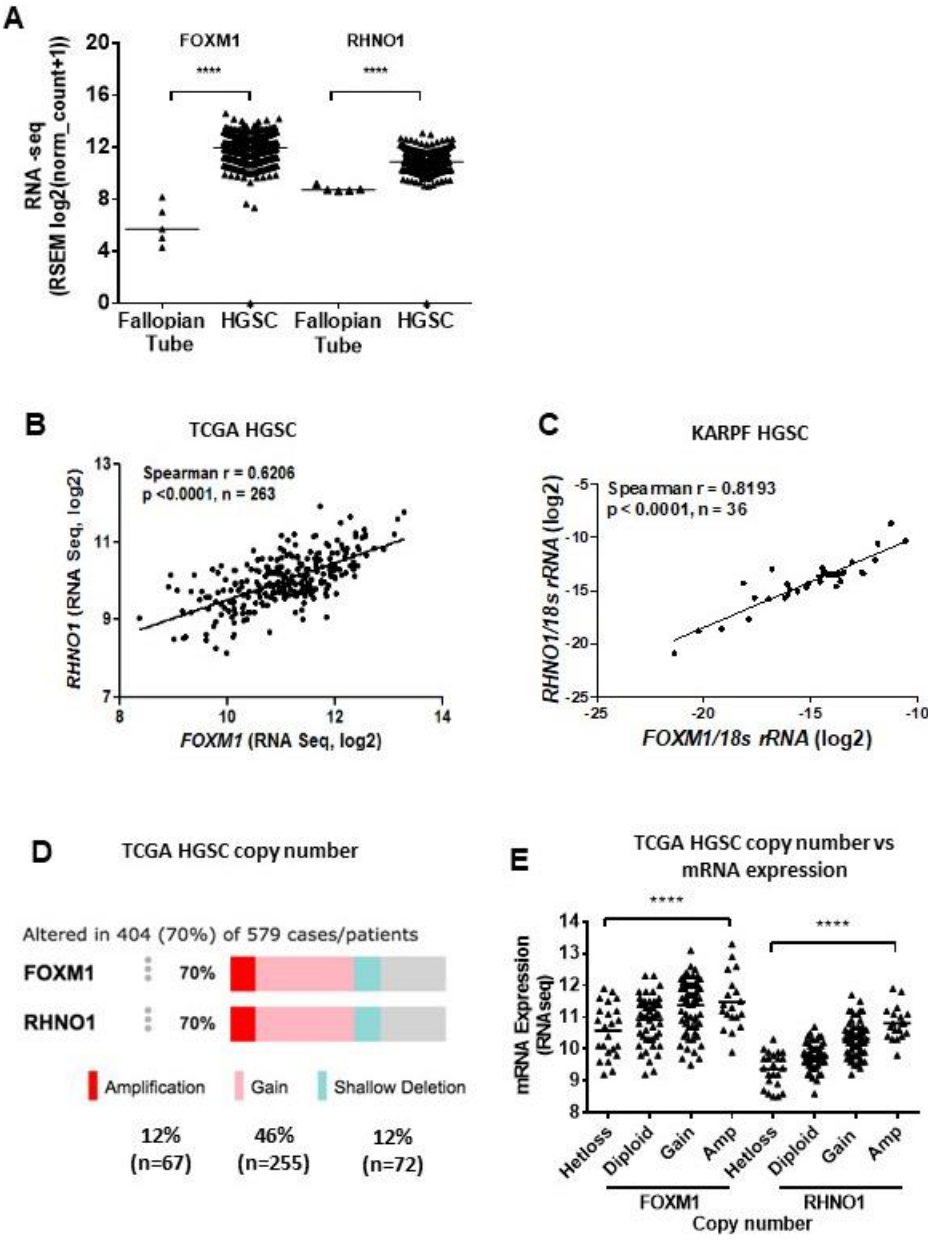 A
FOXM1
RHNO1
****
****
RNA -seq
(RSEM log2(norm_count+1))
20
16
12
8
4
0
Fallopian
Tube
HGSC
Fallopian
Tube
HGSC
B
TCGA HGSC
Spearman r = 0.6206
p <0.0001, n = 263
RHNO1 (RNA Seq, log2)
13
11
9
7
8
10
12
14
FOXM1 (RNA Seq, log2)
C
KARPF HGSC
Spearman r = 0.8193
p < 0.0001, n = 36
RHNO1/18s rRNA (log2)
-5
-10
-15
-20
-25
-25
-20
-15
-10
FOXM1/18s rRNA (log2)
D
TCGA HGSC copy number
Altered in 404 (70%) of 579 cases/patients
FOXM1 70%
RHNO1 70%
Amplification Gain Shallow Deletion
12% 46% 12%
(n=67) (n=255) (n=72)
E
TCGA HGSC copy number vs
mRNA expression
****
****
mRNA Expression
(RNAseq)
14
13
12
11
10
9
8
Hetloss
Diploid
Gain
Amp
Hetloss
Diploid
Gain
Amp
FOXM1
RHNO1
Copy number